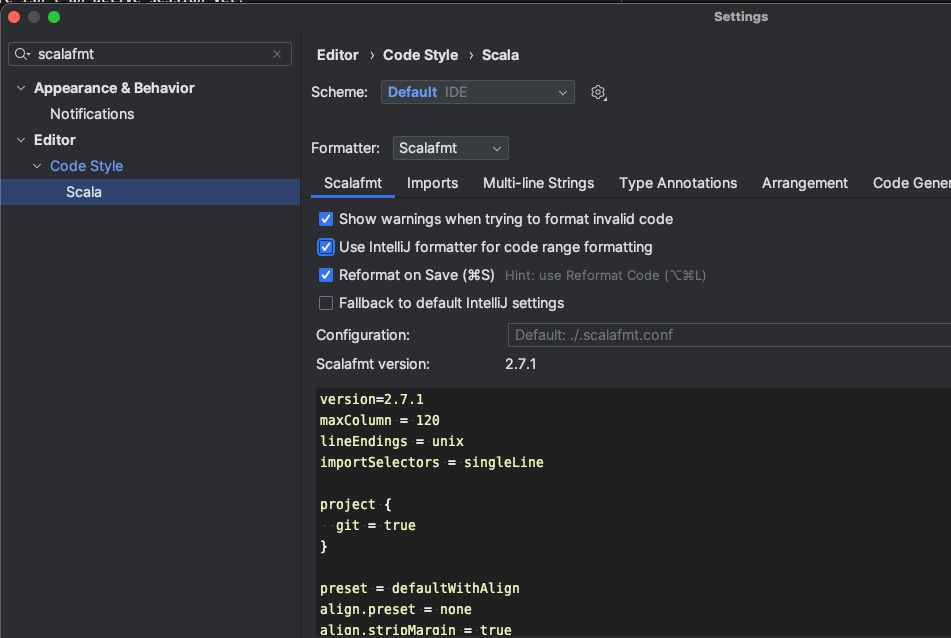 Settings
scalafmt
Appearance & Behavior
Notifications
Editor
Code Style
Scala
Editor › Code Style › Scala
Scheme: Default IDE
Formatter: Scalafmt
Scalafmt Imports Multi-line Strings Type Annotations Arrangement Code Gener
Show warnings when trying to format invalid code
Use IntelliJ formatter for code range formatting
Reformat on Save (⌘S) Hint: use Reformat Code (⌥⌘L)
Fallback to default IntelliJ settings
Configuration: Default: ./.scalafmt.conf
Scalafmt version: 2.7.1
version=2.7.1
maxColumn = 120
lineEndings = unix
importSelectors = singleLine
project {
git = true
}
preset = defaultWithAlign
align.preset = none
align.stripMargin = true